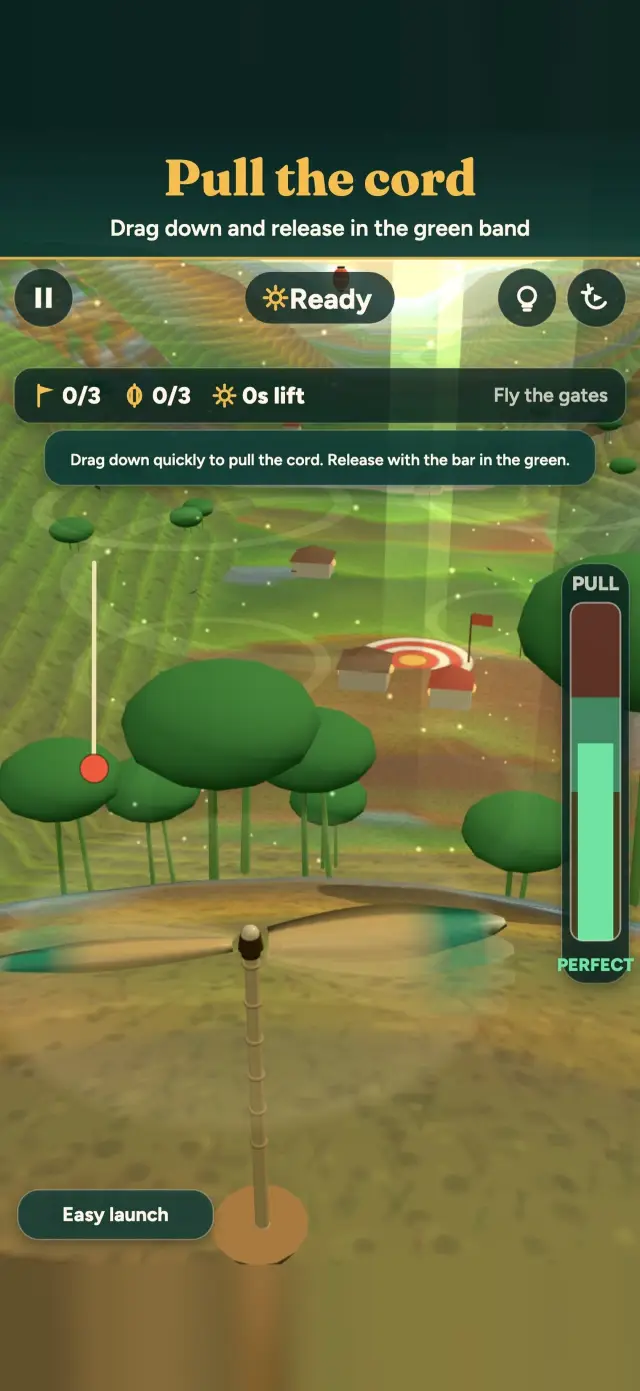 Pull the cord
Drag down and release in the green band
Ready
0/3 0/3 0s lift Fly the gates
Drag down quickly to pull the cord. Release with the bar in the green.
PULL
PERFECT
Easy launch